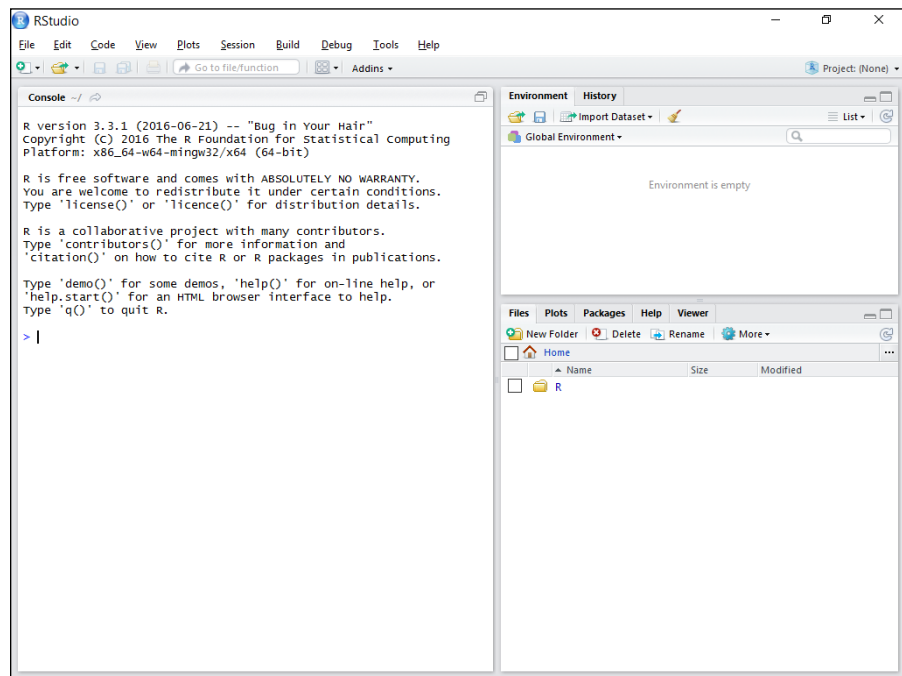 RStudio
File Edit Code View Plots Session Build Debug Tools Help
Go to file/function Addins Project: (None)
Console ~/
R version 3.3.1 (2016-06-21) -- "Bug in Your Hair"
Copyright (C) 2016 The R Foundation for Statistical Computing
Platform: x86_64-w64-mingw32/x64 (64-bit)
R is free software and comes with ABSOLUTELY NO WARRANTY.
You are welcome to redistribute it under certain conditions.
Type 'license()' or 'licence()' for distribution details.
R is a collaborative project with many contributors.
Type 'contributors()' for more information and
'citation()' on how to cite R or R packages in publications.
Type 'demo()' for some demos, 'help()' for on-line help, or
'help.start()' for an HTML browser interface to help.
Type 'q()' to quit R.
>
Environment History
Import Dataset List
Global Environment
Environment is empty
Files Plots Packages Help Viewer
New Folder Delete Rename More
Home ...
Name Size Modified
R